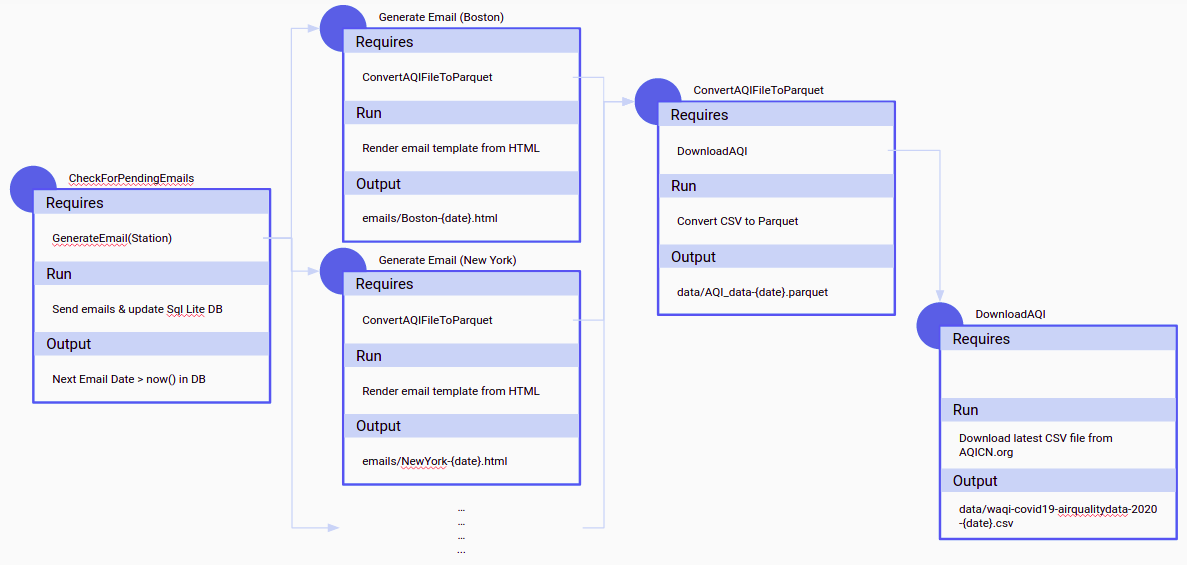 CheckForPendingEmails
Requires
GenerateEmail(Station)
Run
Send emails & update Sql Lite DB
Output
Next Email Date > now() in DB
Generate Email (Boston)
Requires
ConvertAQIFileToParquet
Run
Render email template from HTML
Output
emails/Boston-{date}.html
Generate Email (New York)
Requires
ConvertAQIFileToParquet
Run
Render email template from HTML
Output
emails/NewYork-{date}.html
...
...
...
...
ConvertAQIFileToParquet
Requires
DownloadAQI
Run
Convert CSV to Parquet
Output
data/AQI_data-{date}.parquet
DownloadAQI
Requires
Run
Download latest CSV file from
AQICN.org
Output
data/waqi-covid19-airqualitydata-2020
-{date}.csv